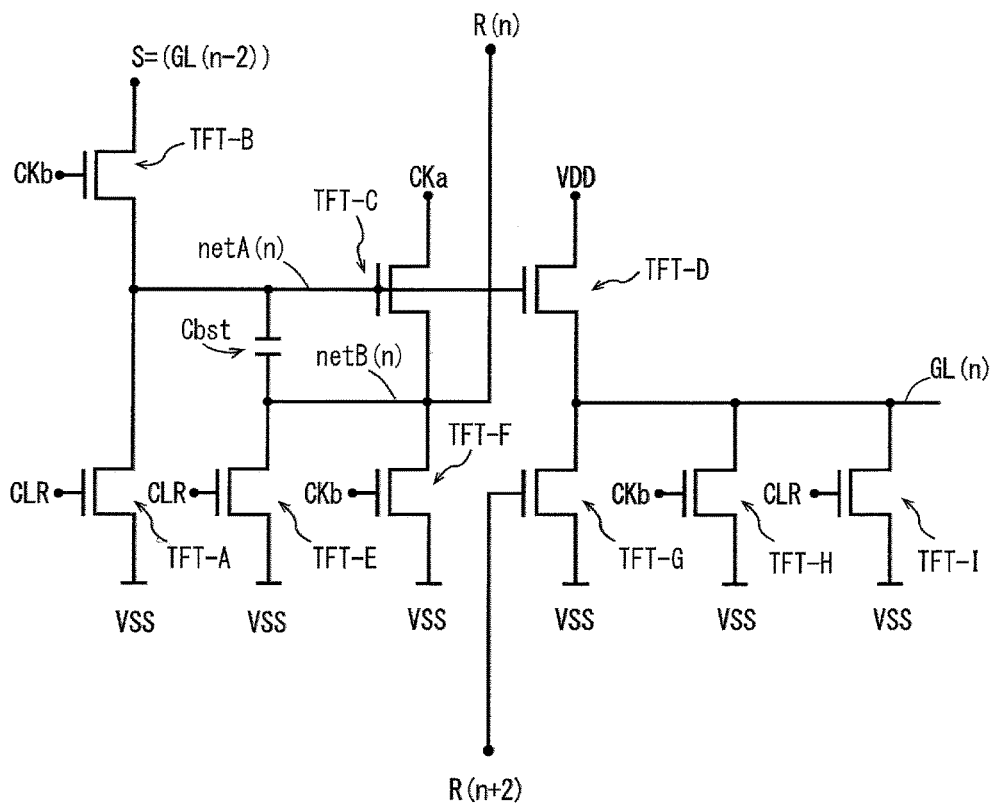 R(n)
S=(GL(n-2))
TFT-B
CKb
CKa
VDD
TFT-C
netA(n)
TFT-D
Cbst
netB(n)
GL(n)
TFT-F
CLR
CLR
CKb
CKb
CLR
TFT-A
TFT-E
TFT-G
TFT-H
TFT-I
VSS
VSS
VSS
VSS
VSS
VSS
R(n+2)